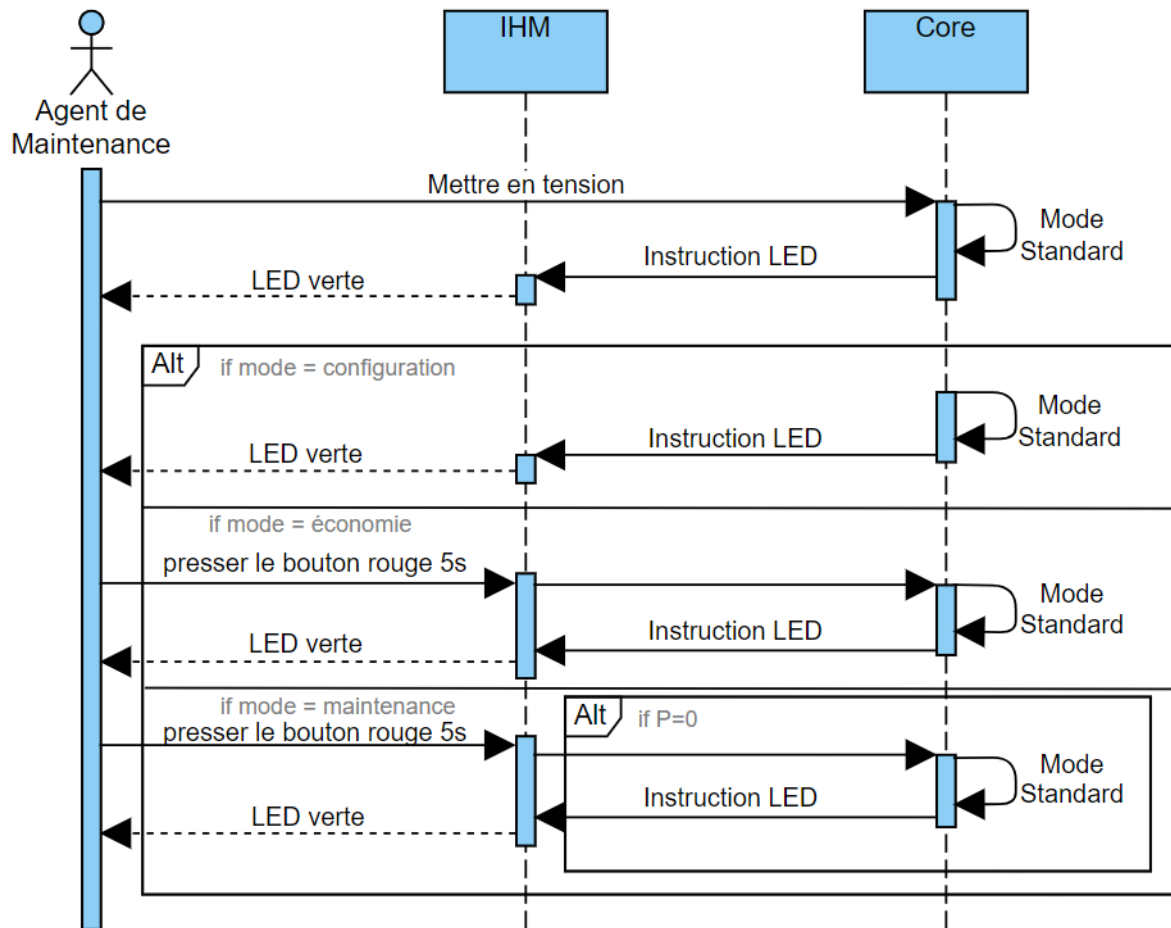 IHM
Core
Agent de
Maintenance
Mettre en tension
Mode
Standard
Instruction LED
LED verte
Alt
if mode = configuration
Mode
Standard
Instruction LED
LED verte
if mode = économie
presser le bouton rouge 5s
Mode
Standard
Instruction LED
LED verte
if mode = maintenance
presser le bouton rouge 5s
Alt
if P=0
Mode
Standard
Instruction LED
LED verte